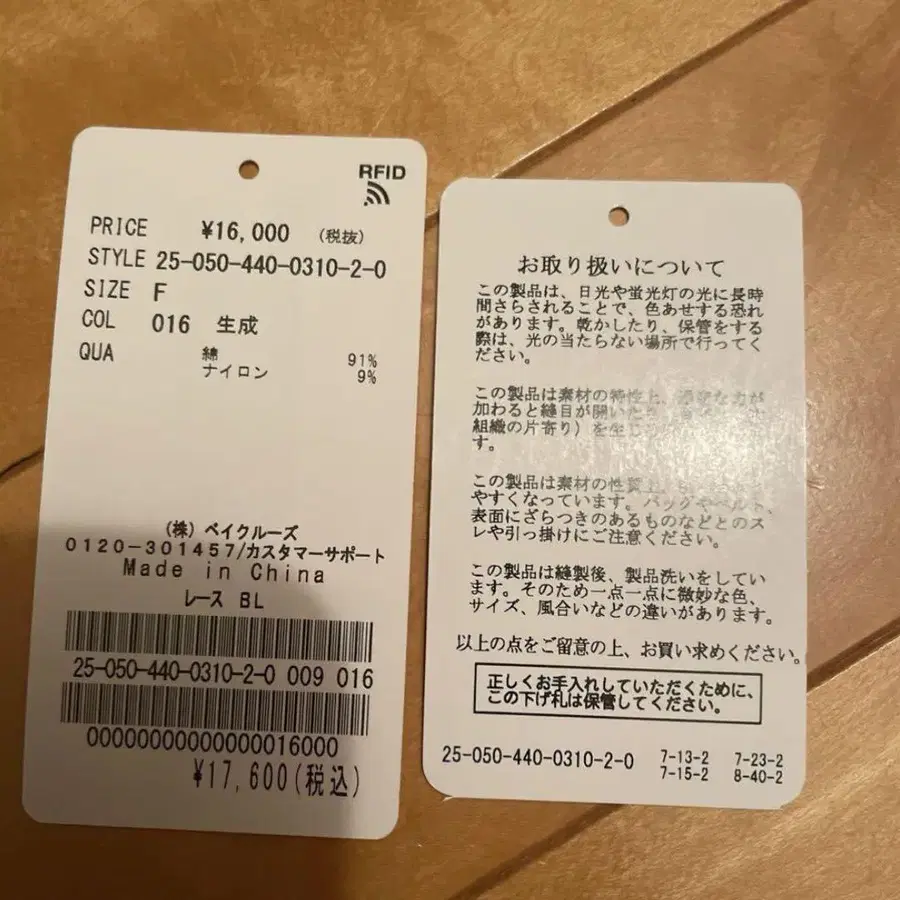 RFID
PRICE ¥16,000 (税抜)
STYLE 25-050-440-0310-2-0
SIZE F
COL 016 生成
QUA 綿 91%
ナイロン 9%
(株) ベイクルーズ
0120-301457/カスタマーサポート
Made in China
レース BL
25-050-440-0310-2-0 009 016
00000000000000016000
¥17,600(税込)
お取り扱いについて
この製品は、日光や蛍光灯の光に長時
間さらされることで、色あせする恐れ
があります。乾かしたり、保管をする
際は、光の当たらない場所で行ってく
ださい。
この製品は素材の特性上、過度な力が
加わると縫目が開いたり
組織の片寄り）を生じ
す。
この製品は素材の性質上
やすくなっています。バッグやベルト、
表面にざらつきのあるものなどとのス
レや引っ掛けにご注意ください。
この製品は縫製後、製品洗いをしてい
ます。そのため一点一点に微妙な色、
サイズ、風合いなどの違いがあります。
以上の点をご留意の上、お買い求めください。
正しくお手入れしていただくために、
この下げ札は保管してください。
25-050-440-0310-2-0 7-13-2 7-23-2
7-15-2 8-40-2